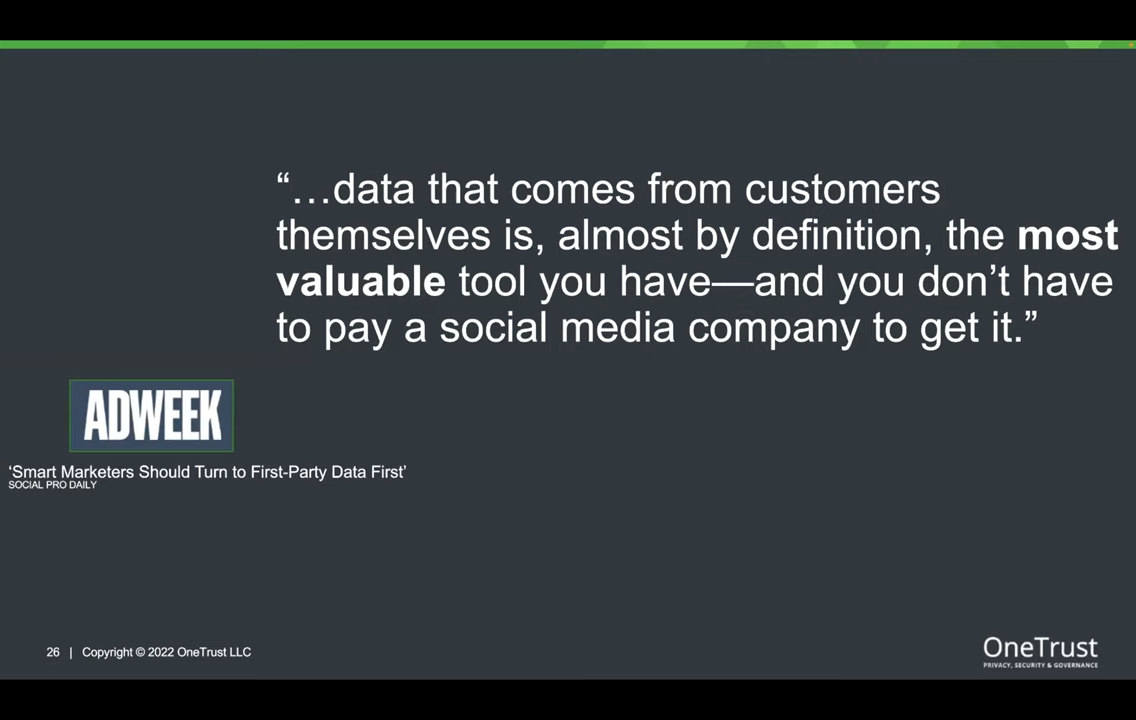 “…data that comes from customers
themselves is, almost by definition, the most
valuable tool you have—and you don’t have
to pay a social media company to get it.”
ADWEEK
‘Smart Marketers Should Turn to First-Party Data First’
SOCIAL PRO DAILY
26 | Copyright © 2022 OneTrust LLC
OneTrust
PRIVACY, SECURITY & GOVERNANCE